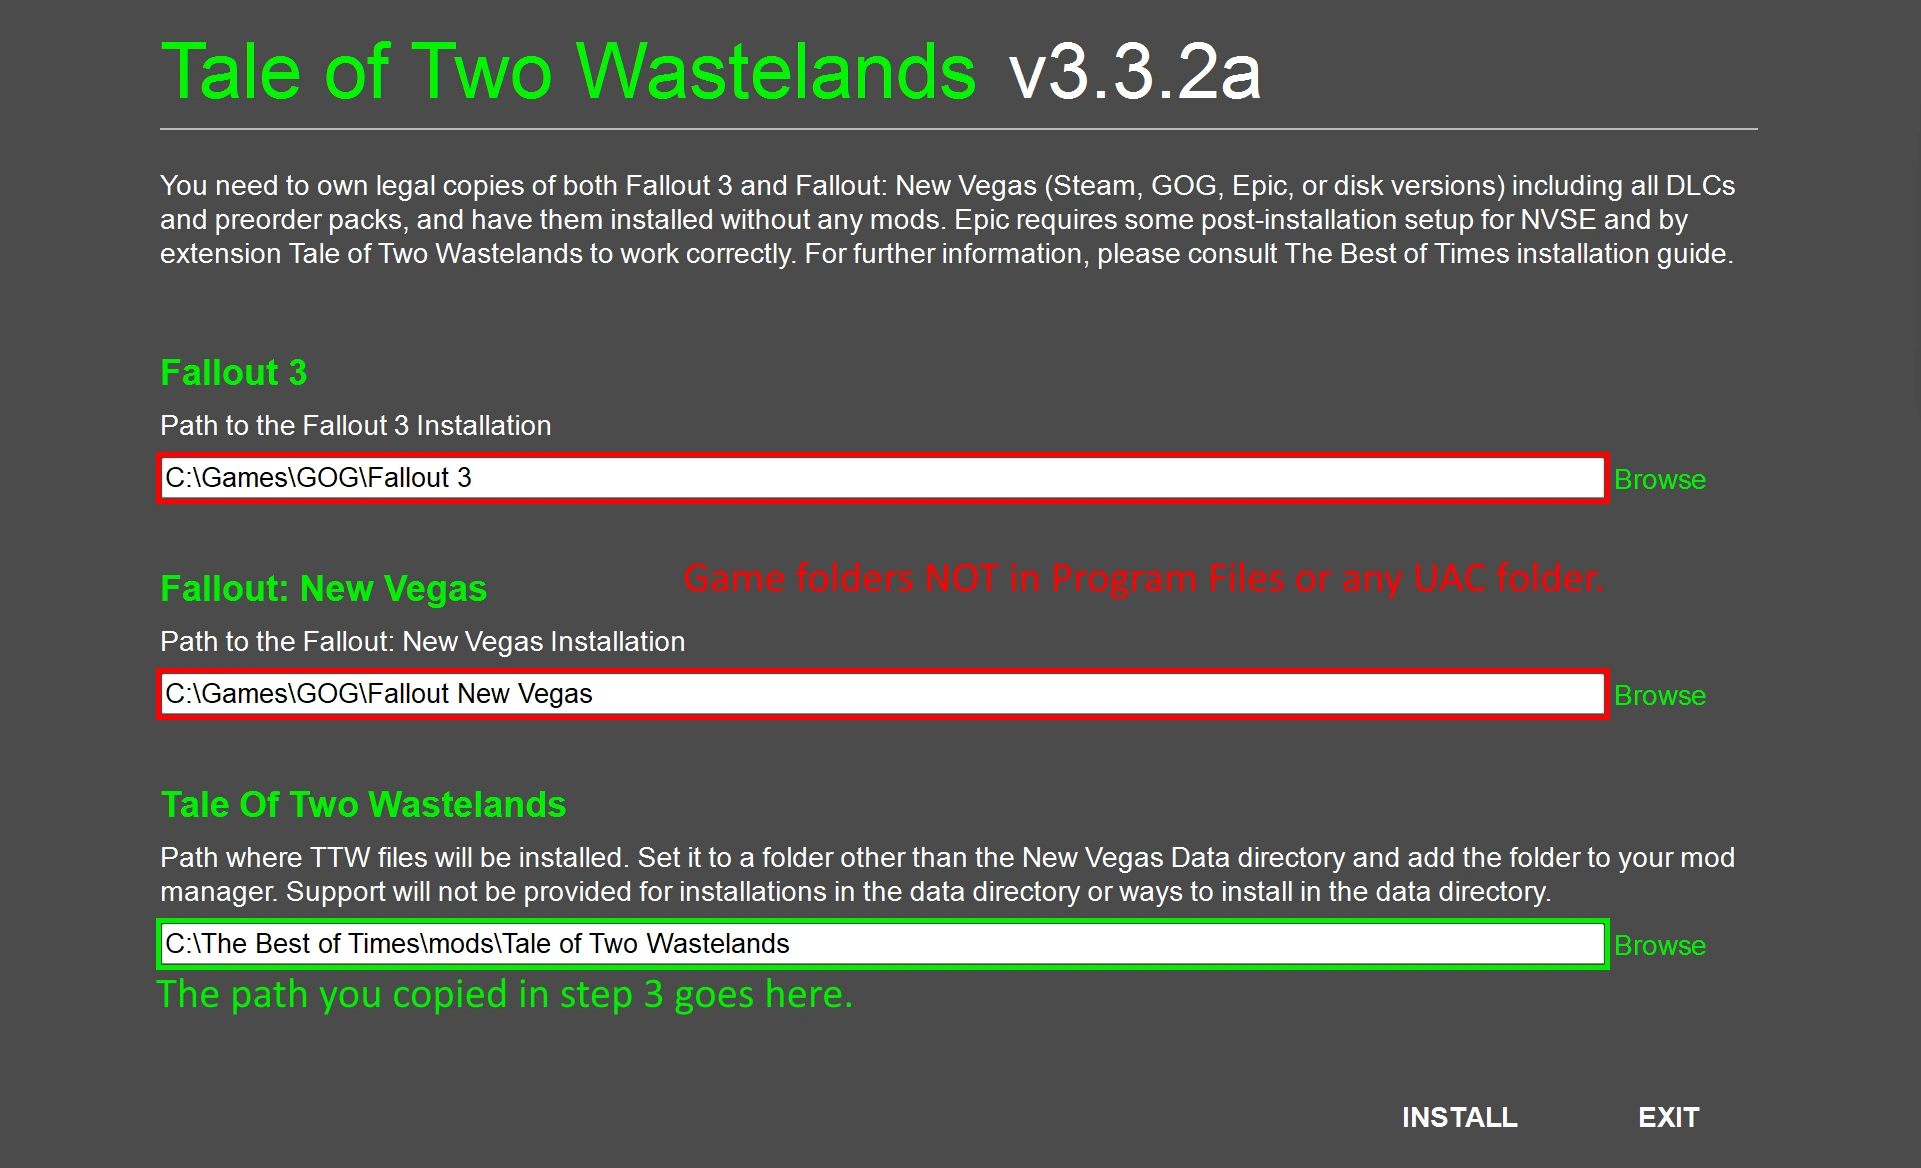 Tale of Two Wastelands v3.3.2a
You need to own legal copies of both Fallout 3 and Fallout: New Vegas (Steam, GOG, Epic, or disk versions) including all DLCs
and preorder packs, and have them installed without any mods. Epic requires some post-installation setup for NVSE and by
extension Tale of Two Wastelands to work correctly. For further information, please consult The Best of Times installation guide.
Fallout 3
Path to the Fallout 3 Installation
C:\Games\GOG\Fallout 3 Browse
Game folders NOT in Program Files or any UAC folder.
Fallout: New Vegas
Path to the Fallout: New Vegas Installation
C:\Games\GOG\Fallout New Vegas Browse
Tale Of Two Wastelands
Path where TTW files will be installed. Set it to a folder other than the New Vegas Data directory and add the folder to your mod
manager. Support will not be provided for installations in the data directory or ways to install in the data directory.
C:\The Best of Times\mods\Tale of Two Wastelands Browse
The path you copied in step 3 goes here.
INSTALL EXIT